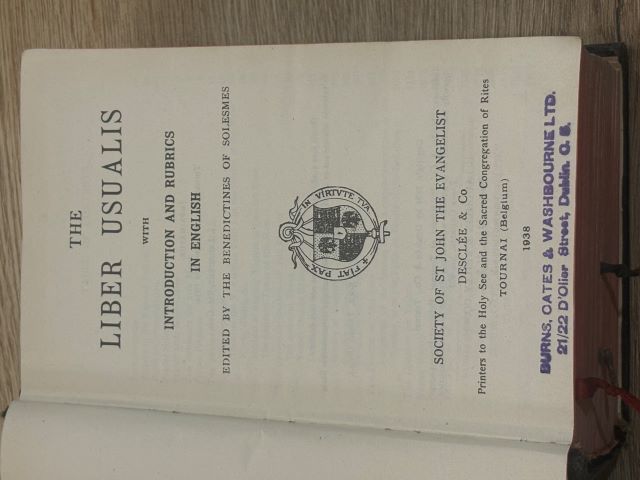 THE
LIBER USUALIS
WITH
INTRODUCTION AND RUBRICS
IN ENGLISH
EDITED BY THE BENEDICTINES OF SOLESMES
IN VIRTVTE TVA
FIAT PAX
SOCIETY OF ST JOHN THE EVANGELIST
DESCLÉE & Co
Printers to the Holy See and the Sacred Congregation of Rites
TOURNAI (Belgium)
1938
BURNS, OATES & WASHBOURNE LTD.
21/22 D'Olier Street, Dublin. C. 5.